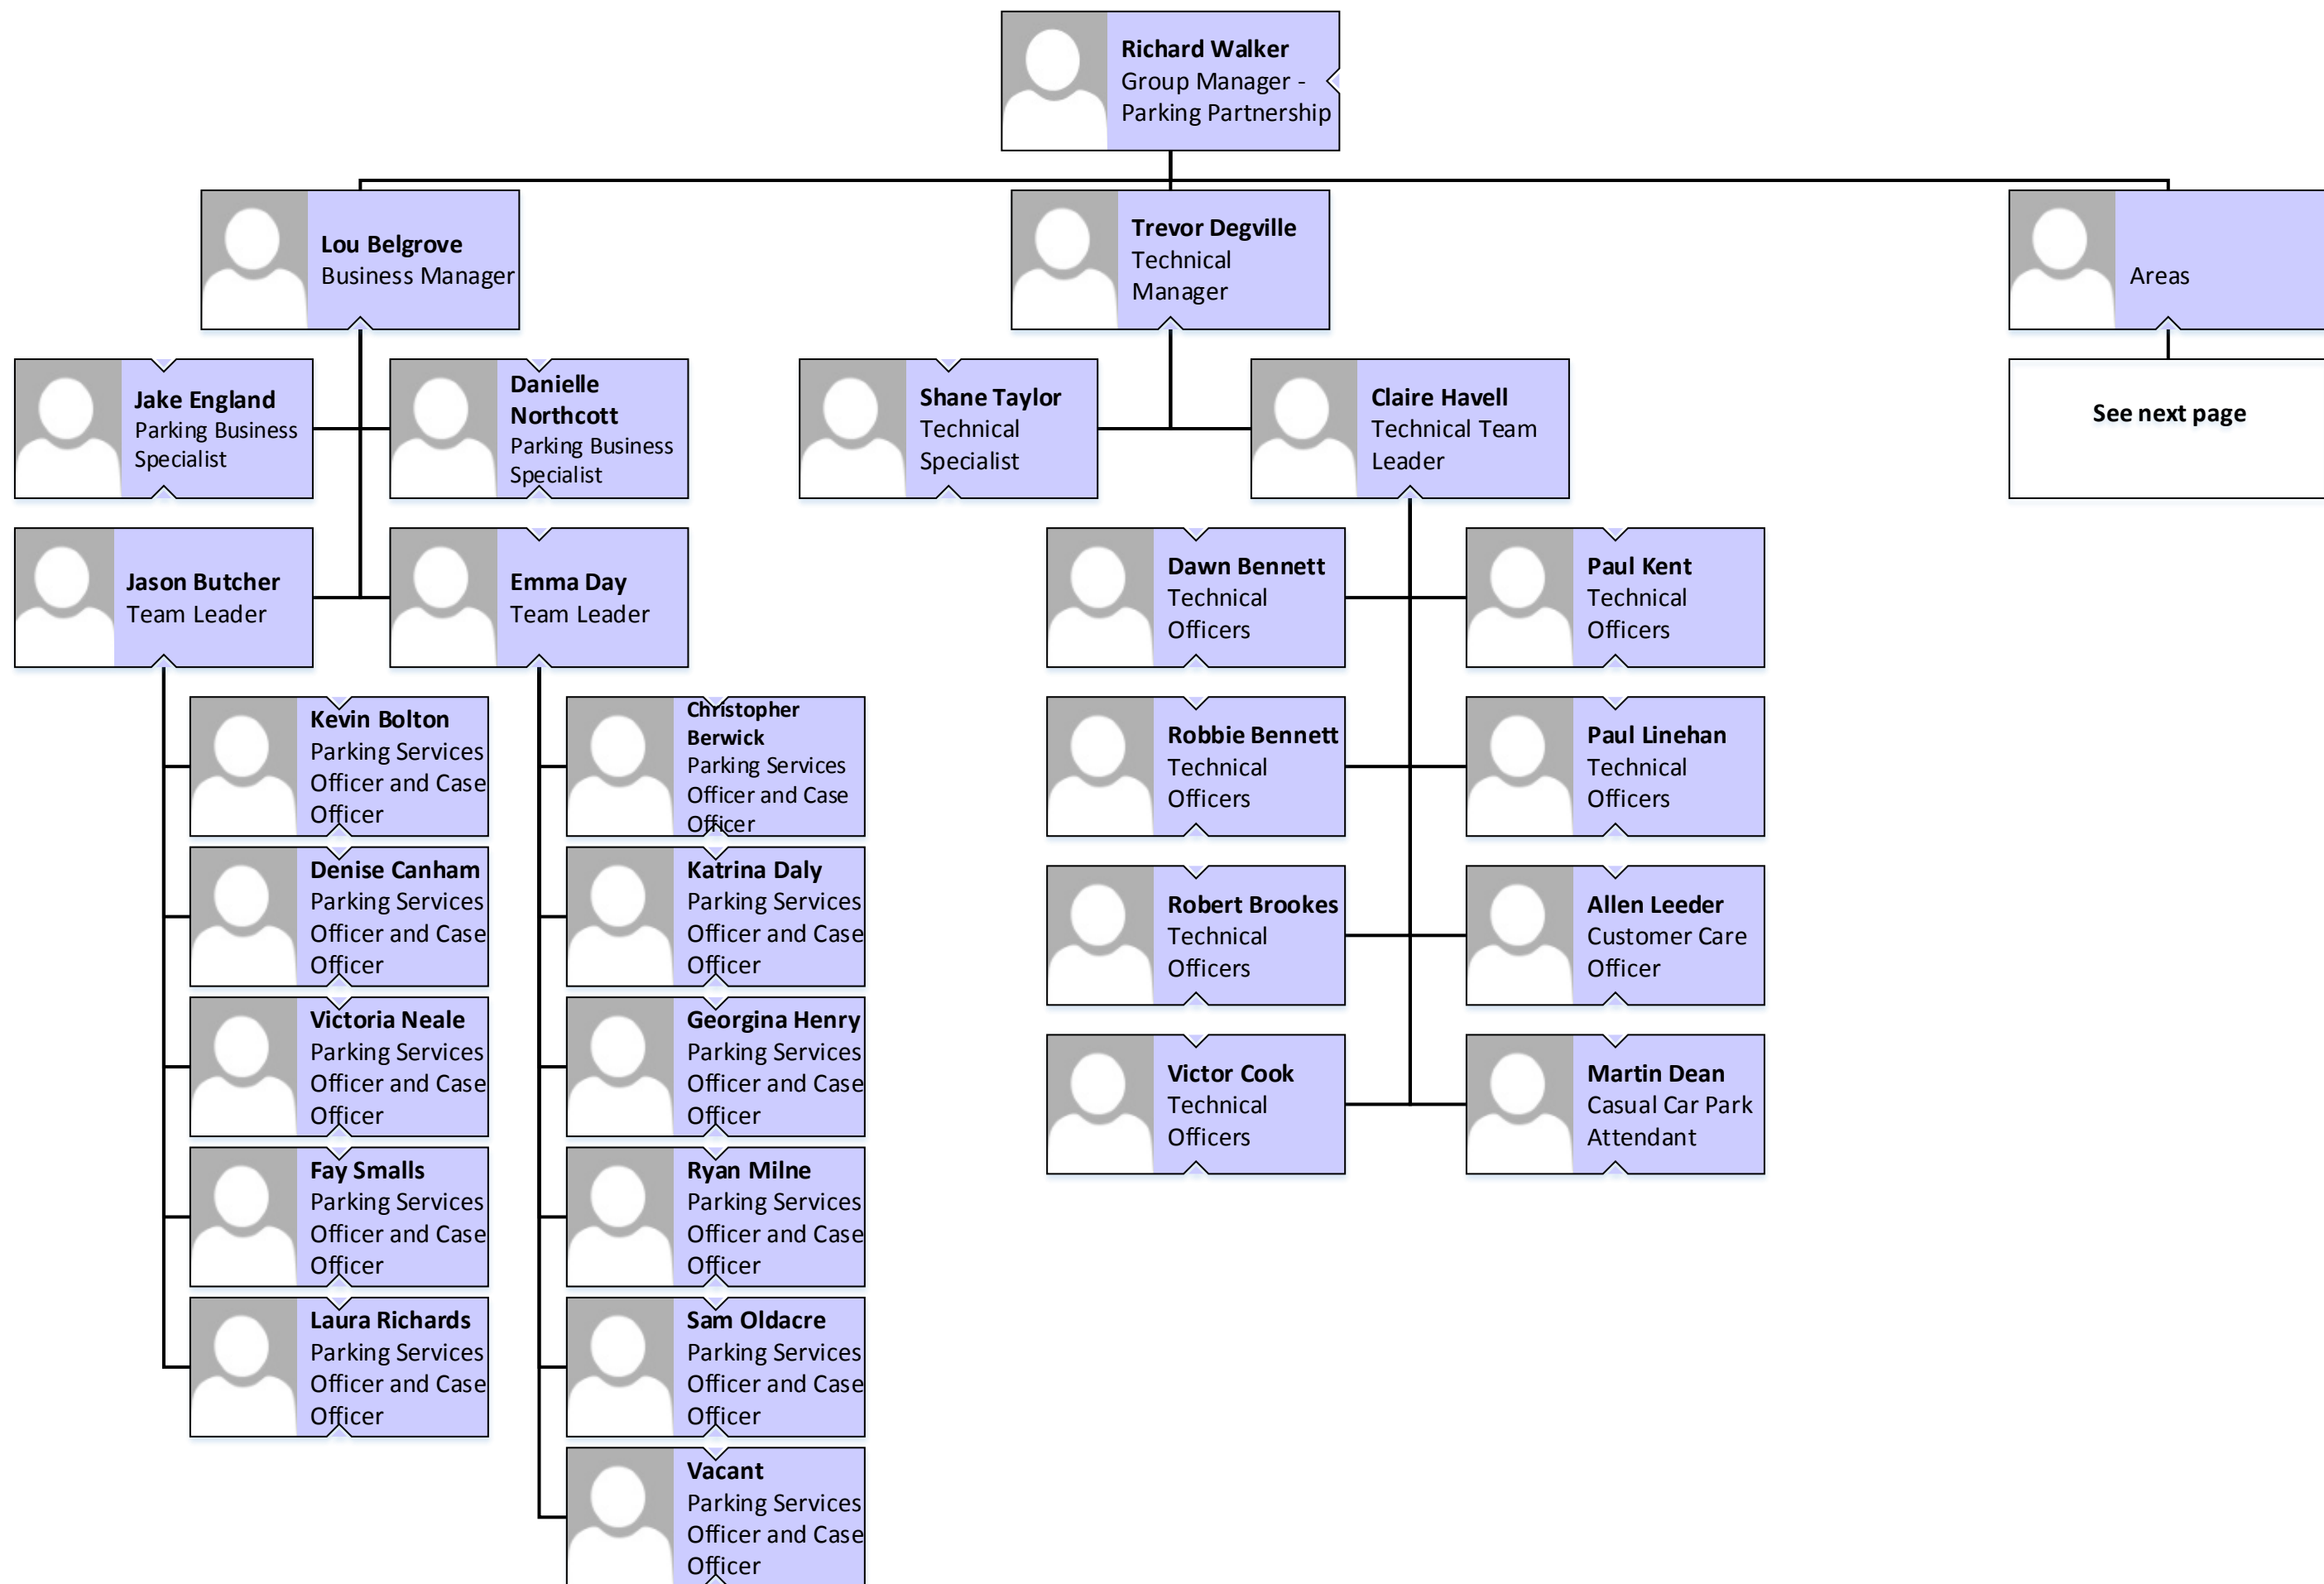 Richard Walker
Group Manager -
Parking Partnership
Lou Belgrove
Business Manager
Trevor Degville
Technical
Manager
Areas
Jake England
Parking Business
Specialist
Danielle
Northcott
Parking Business
Specialist
Shane Taylor
Technical
Specialist
Claire Havell
Technical Team
Leader
See next page
Jason Butcher
Team Leader
Emma Day
Team Leader
Dawn Bennett
Technical
Officers
Paul Kent
Technical
Officers
Kevin Bolton
Parking Services
Officer and Case
Officer
Christopher
Berwick
Parking Services
Officer and Case
Officer
Robbie Bennett
Technical
Officers
Paul Linehan
Technical
Officers
Denise Canham
Parking Services
Officer and Case
Officer
Katrina Daly
Parking Services
Officer and Case
Officer
Robert Brookes
Technical
Officers
Allen Leeder
Customer Care
Officer
Victoria Neale
Parking Services
Officer and Case
Officer
Georgina Henry
Parking Services
Officer and Case
Officer
Victor Cook
Technical
Officers
Martin Dean
Casual Car Park
Attendant
Fay Smalls
Parking Services
Officer and Case
Officer
Ryan Milne
Parking Services
Officer and Case
Officer
Laura Richards
Parking Services
Officer and Case
Officer
Sam Oldacre
Parking Services
Officer and Case
Officer
Vacant
Parking Services
Officer and Case
Officer